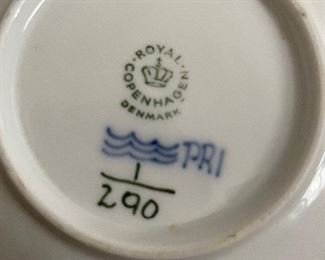 ROYAL
COPENHAGEN
DENMARK
PRI
1
290